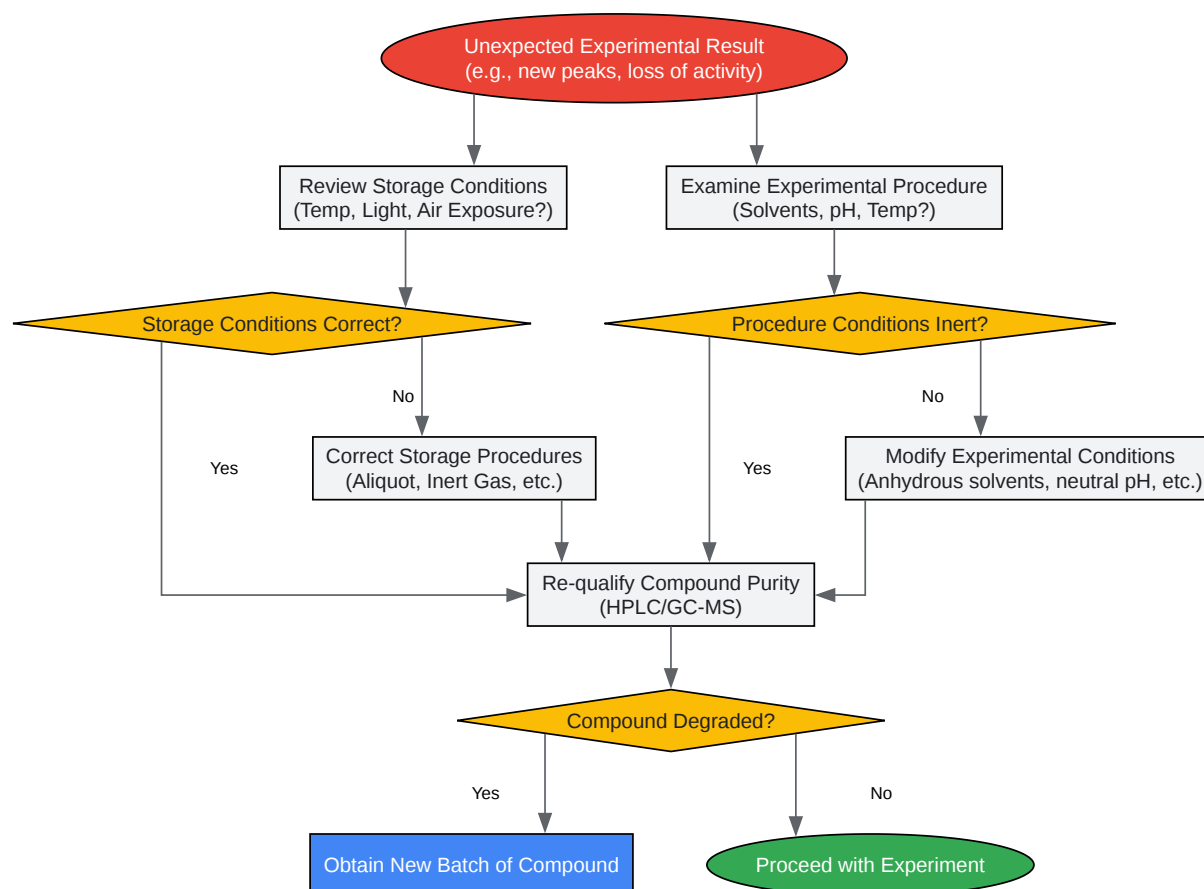 Unexpected Experimental Result
(e.g., new peaks, loss of activity)
Review Storage Conditions
(Temp, Light, Air Exposure?)
Examine Experimental Procedure
(Solvents, pH, Temp?)
Storage Conditions Correct?
Procedure Conditions Inert?
No
No
Yes
Correct Storage Procedures
(Aliquot, Inert Gas, etc.)
Yes
Modify Experimental Conditions
(Anhydrous solvents, neutral pH, etc.)
Re-qualify Compound Purity
(HPLC/GC-MS)
Compound Degraded?
Yes
No
Obtain New Batch of Compound
Proceed with Experiment